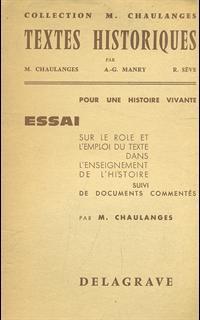 COLLECTION M. CHAULANGES
TEXTES HISTORIQUES
PAR
M. CHAULANGES A.-G. MANRY R. SÈVE
POUR UNE HISTOIRE VIVANTE
ESSAI
SUR LE ROLE ET
L'EMPLOI DU TEXTE
DANS
L'ENSEIGNEMENT
DE L'HISTOIRE
SUIVI
DE DOCUMENTS COMMENTÉS
PAR M. CHAULANGES
DELAGRAVE